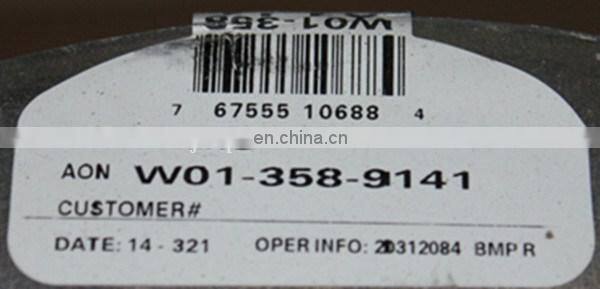 W01-358
7 67555 10688 4
en.china.cn
AON W01-358-9141
CUSTOMER#
DATE: 14 - 321 OPER INFO: 20312084 BMP R *